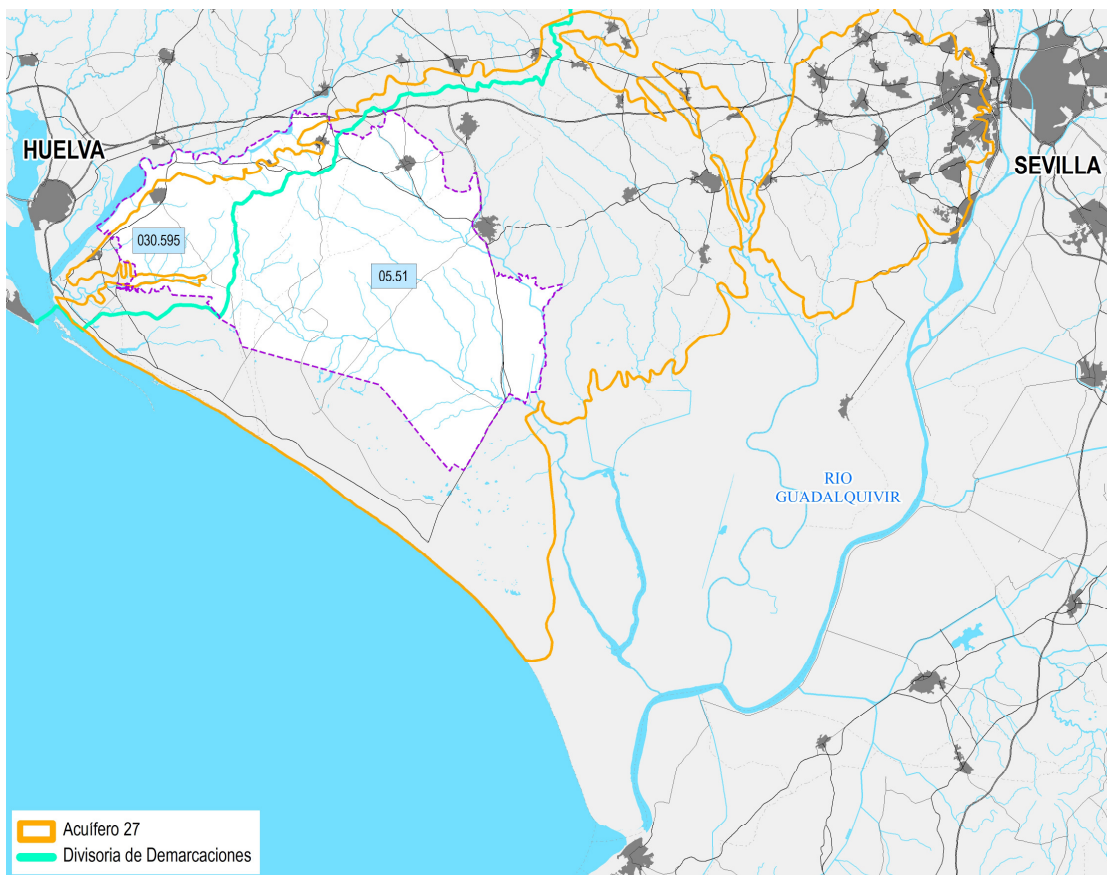 HUELVA
SEVILLA
030.595
05.51
RIO
GUADALQUIVIR
Acuífero 27
Divisoria de Demarcaciones